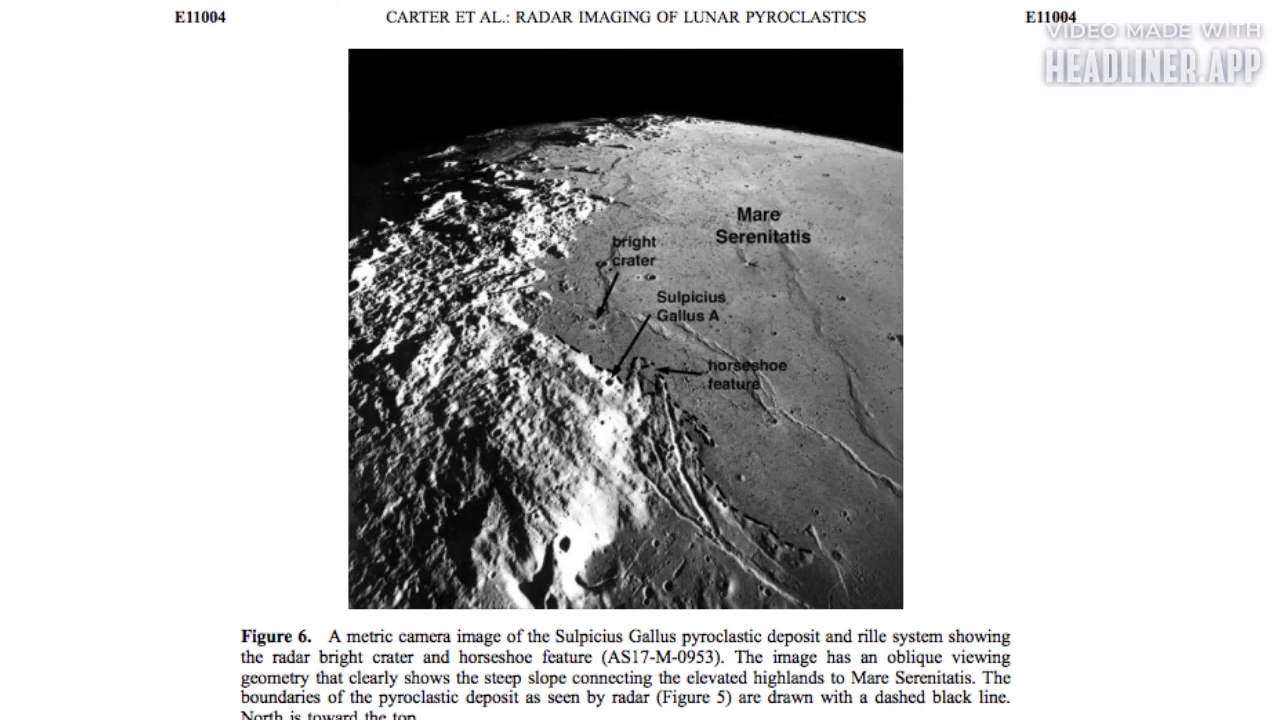 E11004 CARTER ET AL.: RADAR IMAGING OF LUNAR PYROCLASTICS E11004
VIDEO MADE WITH
HEADLINER.APP
Mare
Serenitatis
bright
crater
Sulpicius
Gallus A
horseshoe
feature
Figure 6. A metric camera image of the Sulpicius Gallus pyroclastic deposit and rille system showing
the radar bright crater and horseshoe feature (AS17-M-0953). The image has an oblique viewing
geometry that clearly shows the steep slope connecting the elevated highlands to Mare Serenitatis. The
boundaries of the pyroclastic deposit as seen by radar (Figure 5) are drawn with a dashed black line.
North is toward the top